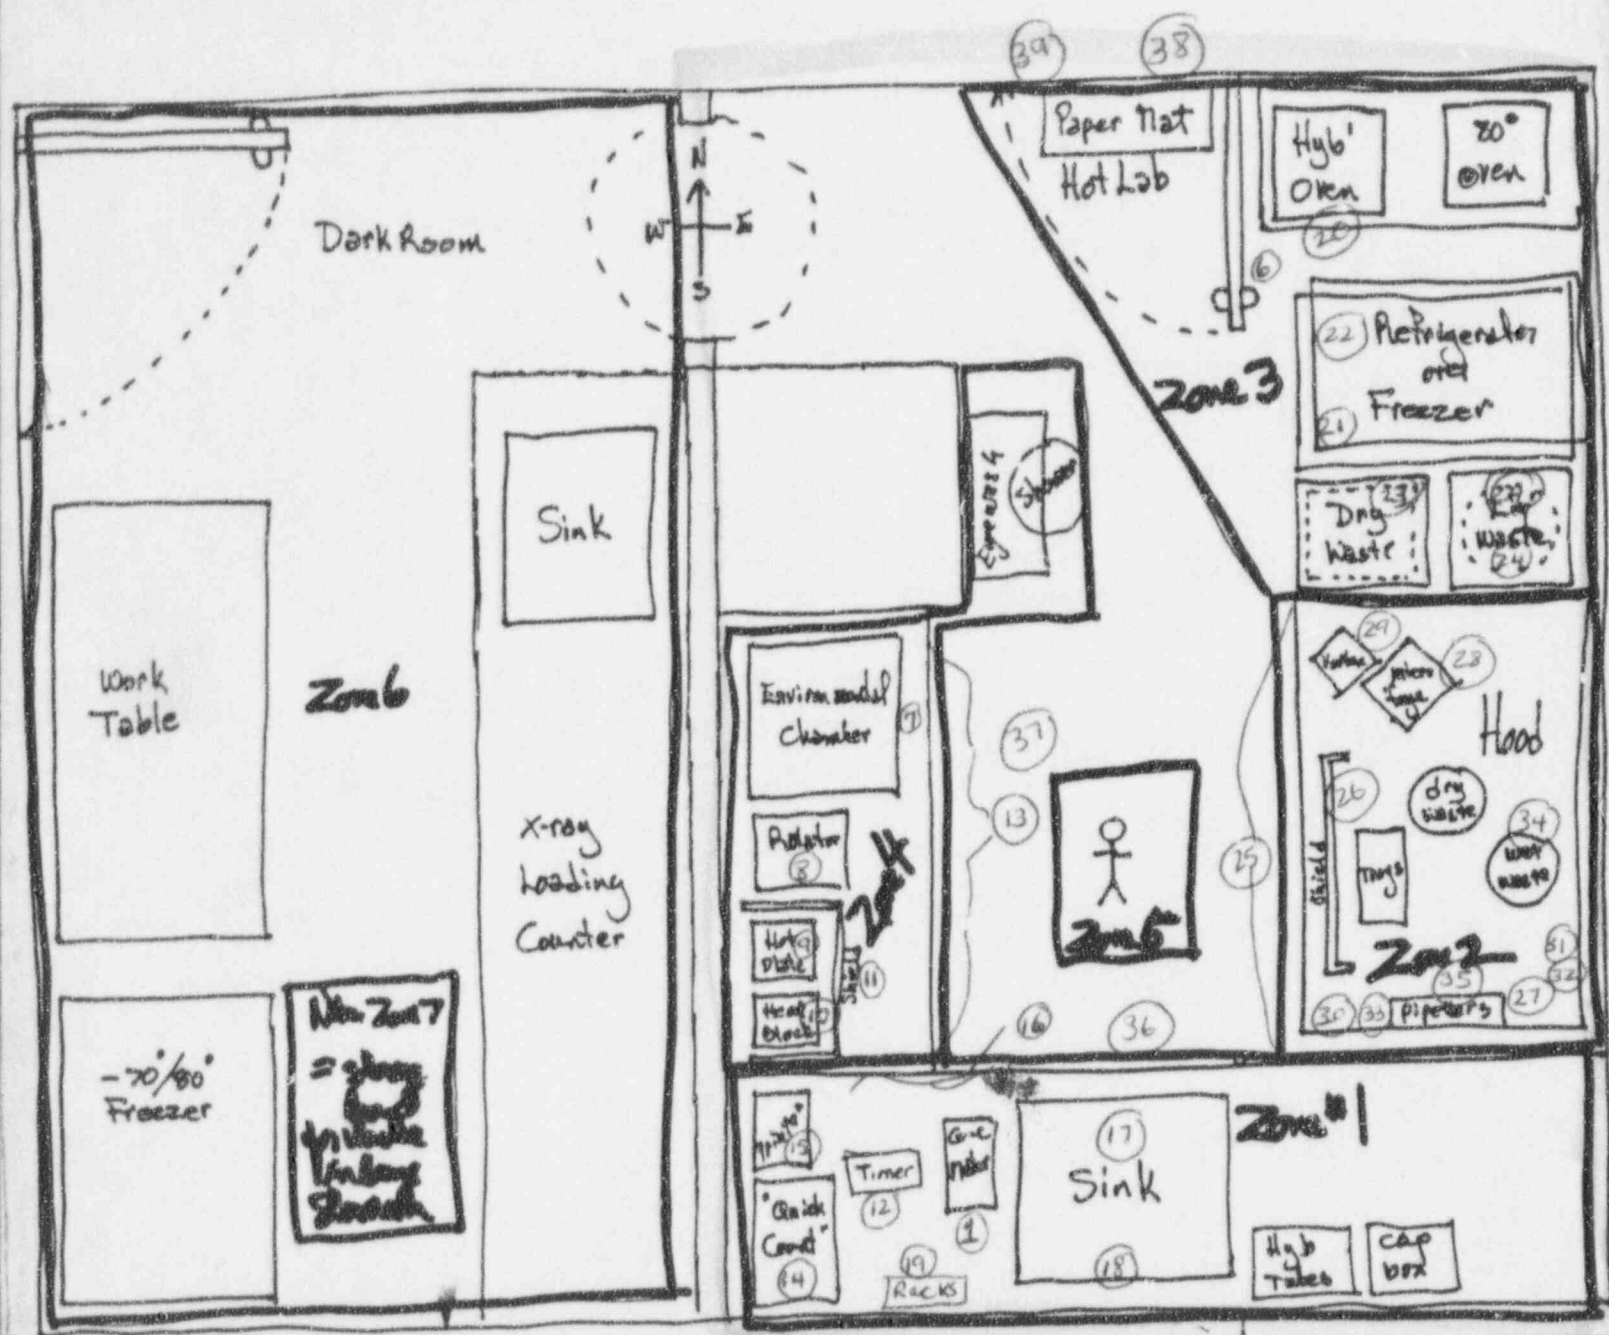 39 38
Paper Mat
Hot Lab
Hyb'
Oven
20
80°
oven
6
N
W E
S
Dark Room
22 Refrigerator
and
Freezer
21
Zone 3
Dry
Waste
23
Waste
24
Sink
Emergency
Shower
Work
Table
Zone 6
X-ray
Loading
Counter
-70°/80°
Freezer
Zone 7
=
Environmental
Chamber
7
8
Hot
Plate
9
Heat
Block
10
Shield
11
Zone 4
37
13
25
Zone 5
16
36
29
Vortex
28
Hood
26
dry
waste
34
wet
waste
Shield
Trays
Zone 2
31
32
35
27
30 33 pipetters
Zone #1
15
"Quick
Count"
14
Timer
12
1
19
Racks
17
Sink
18
Hyb
Tubes
cap
box